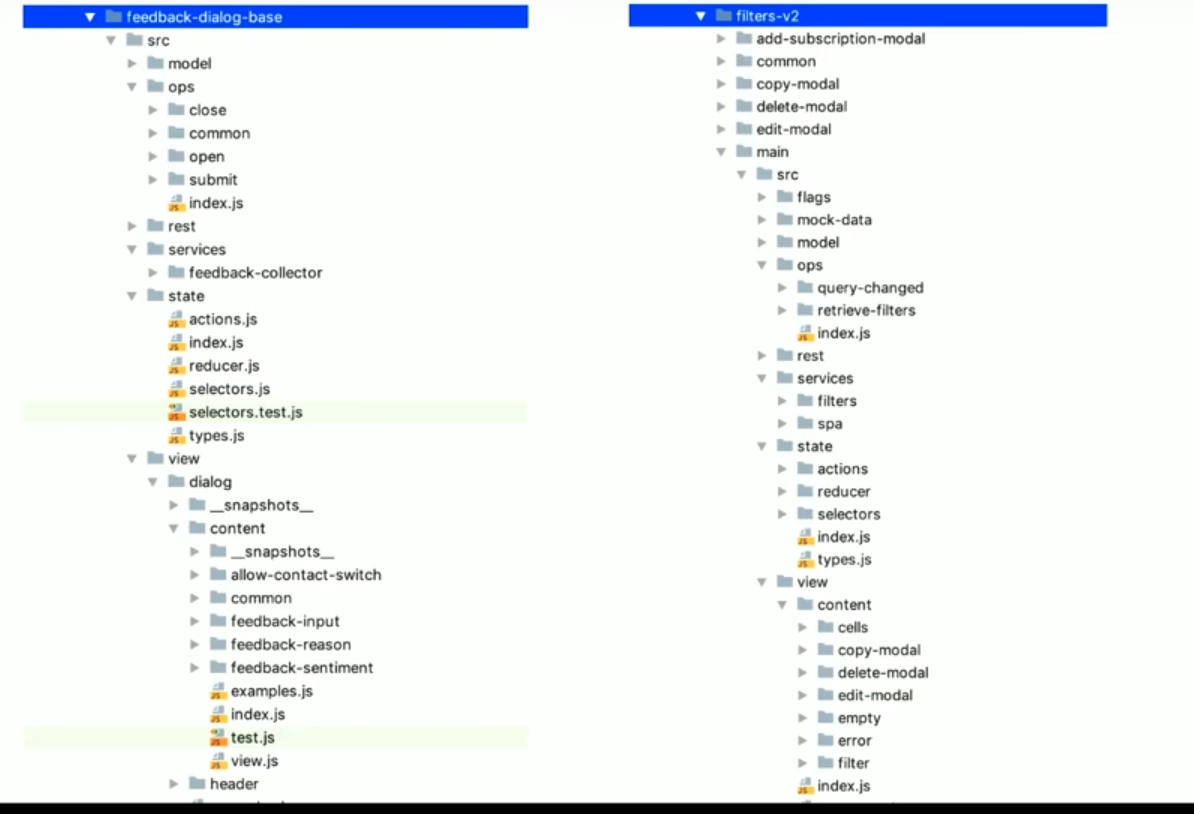 feedback-dialog-base
src
model
ops
close
common
open
submit
index.js
rest
services
feedback-collector
state
actions.js
index.js
reducer.js
selectors.js
selectors.test.js
types.js
view
dialog
__snapshots__
content
__snapshots__
allow-contact-switch
common
feedback-input
feedback-reason
feedback-sentiment
examples.js
index.js
test.js
view.js
header
filters-v2
add-subscription-modal
common
copy-modal
delete-modal
edit-modal
main
src
flags
mock-data
model
ops
query-changed
retrieve-filters
index.js
rest
services
filters
spa
state
actions
reducer
selectors
index.js
types.js
view
content
cells
copy-modal
delete-modal
edit-modal
empty
error
filter
index.js